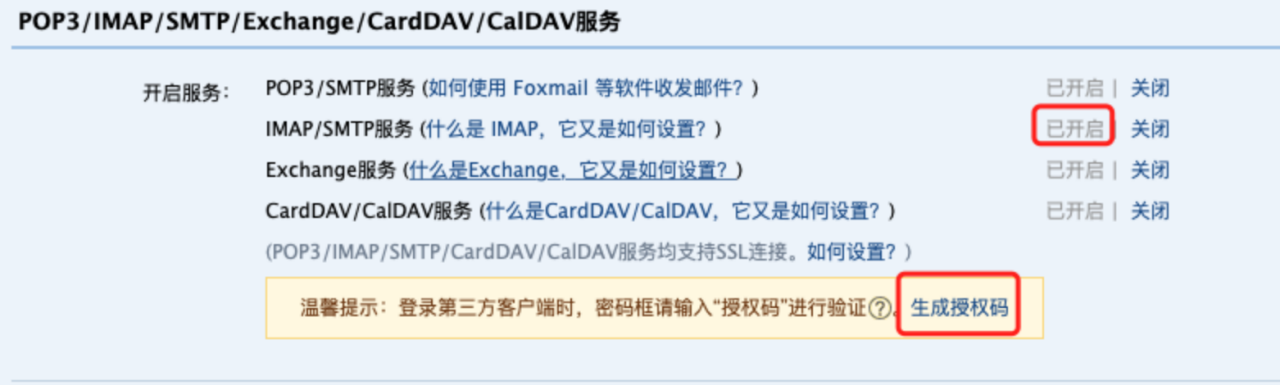 POP3/IMAP/SMTP/Exchange/CardDAV/CalDAV服务
开启服务： POP3/SMTP服务 (如何使用 Foxmail 等软件收发邮件？) 已开启 | 关闭
IMAP/SMTP服务 (什么是 IMAP，它又是如何设置？) 已开启 | 关闭
Exchange服务 (什么是Exchange，它又是如何设置？) 已开启 | 关闭
CardDAV/CalDAV服务 (什么是CardDAV/CalDAV，它又是如何设置？) 已开启 | 关闭
(POP3/IMAP/SMTP/CardDAV/CalDAV服务均支持SSL连接。如何设置？)
温馨提示：登录第三方客户端时，密码框请输入“授权码”进行验证?。生成授权码